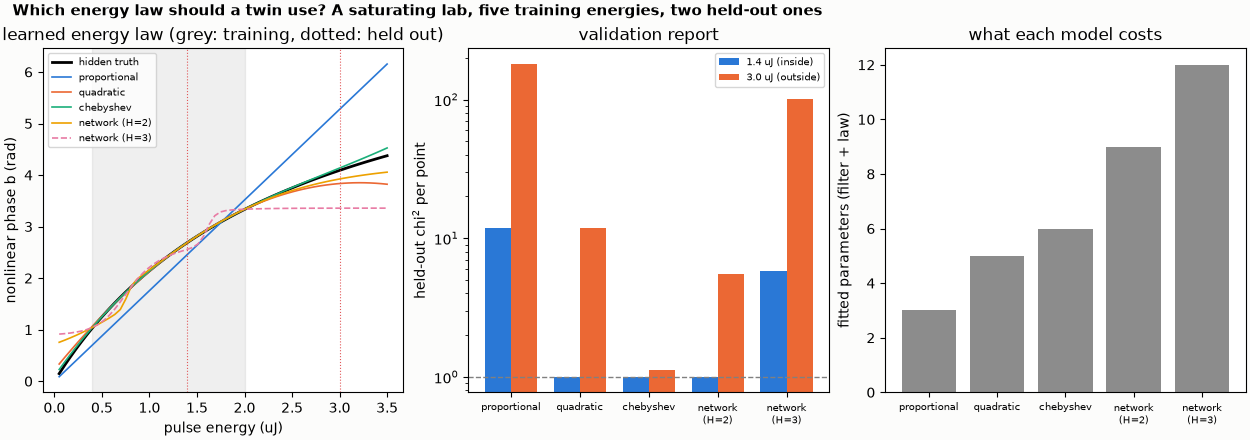 Which energy law should a twin use? A saturating lab, five training energies, two held-out ones
learned energy law (grey: training, dotted: held out)
hidden truth
proportional
quadratic
chebyshev
network (H=2)
network (H=3)
nonlinear phase b (rad)
6
5
4
3
2
1
0
0.0 0.5 1.0 1.5 2.0 2.5 3.0 3.5
pulse energy (uJ)
validation report
1.4 uJ (inside)
3.0 uJ (outside)
held-out chi² per point
10²
10¹
10⁰
proportional quadratic chebyshev network (H=2) network (H=3)
what each model costs
fitted parameters (filter + law)
12
10
8
6
4
2
0
proportional quadratic chebyshev network (H=2) network (H=3)